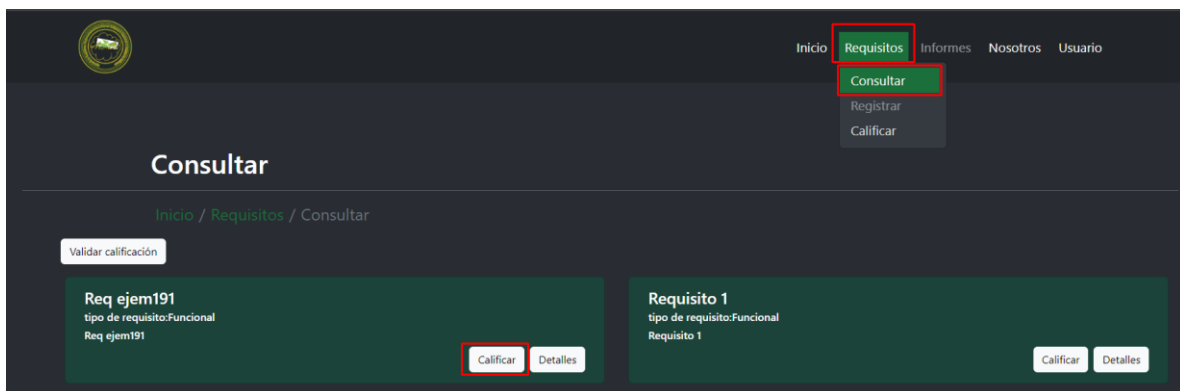 Inicio Requisitos Informes Nosotros Usuario
Consultar
Registrar
Calificar
Consultar
Inicio / Requisitos / Consultar
Validar calificación
Req ejem191
tipo de requisito:Funcional
Req ejem191
Calificar Detalles
Requisito 1
tipo de requisito:Funcional
Requisito 1
Calificar Detalles